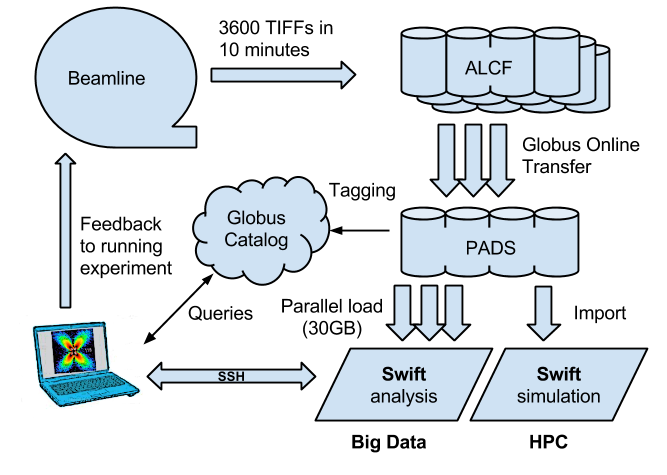 3600 TIFFs in
10 minutes
Beamline
ALCF
Globus Online
Transfer
Tagging
Globus
Catalog
PADS
Feedback
to running
experiment
Queries
Parallel load
(30GB)
Import
SSH
Swift
analysis
Swift
simulation
Big Data
HPC